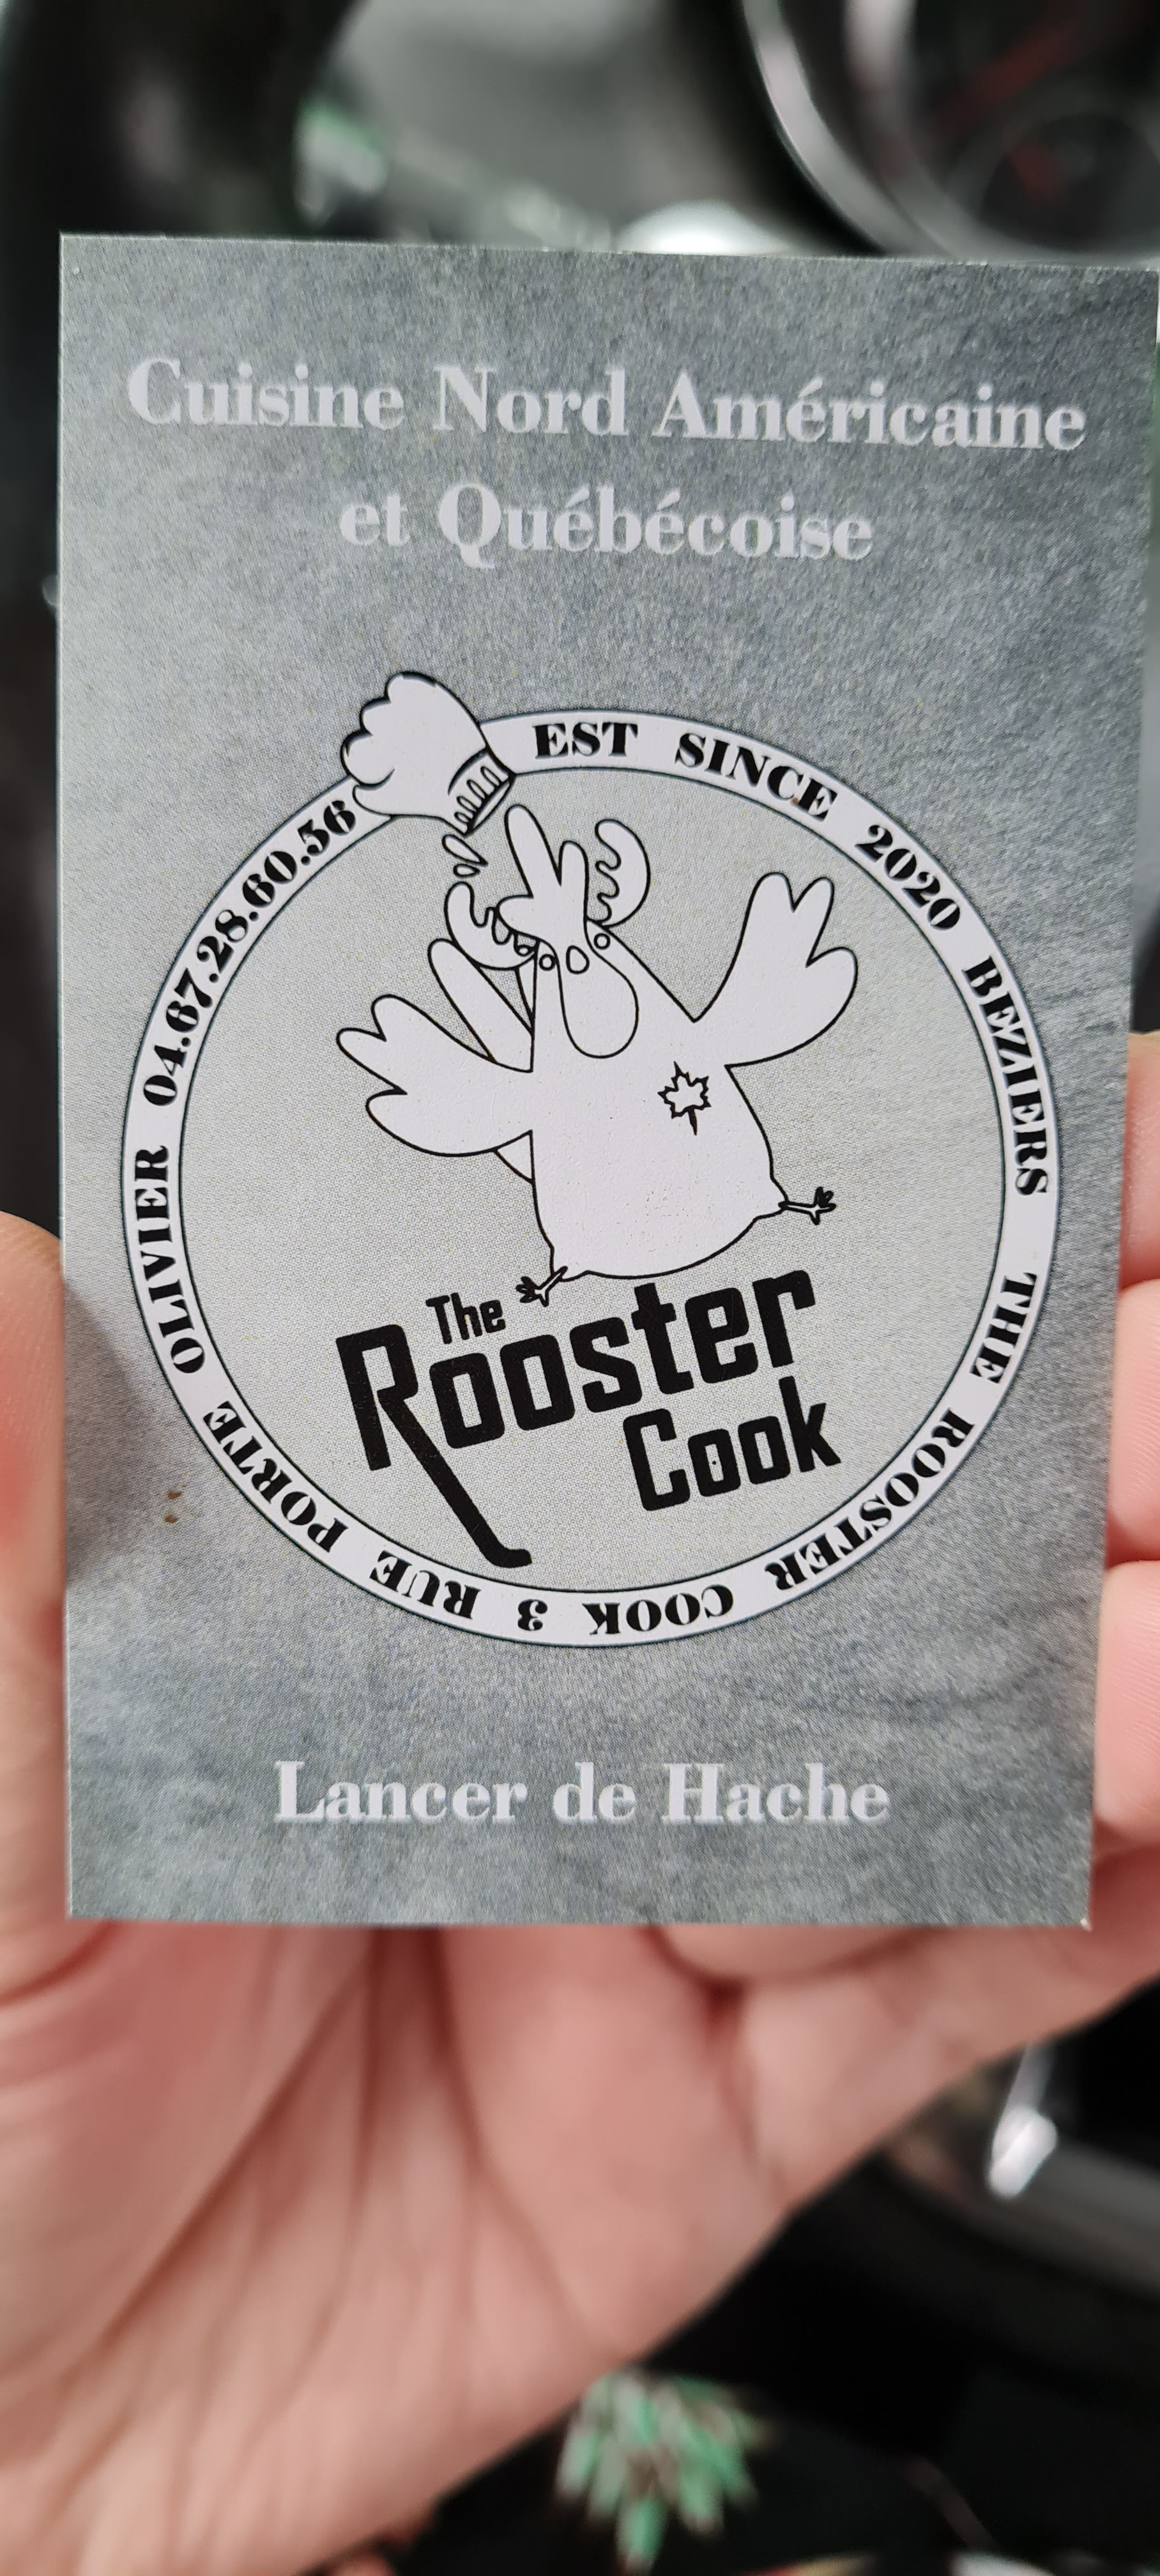 Cuisine Nord Américaine
et Québécoise
EST SINCE 2020 BEZIERS THE ROOSTER COOK 3 RUE PORTE OLIVIER 04.67.28.60.56
The
Rooster
Cook
Lancer de Hache